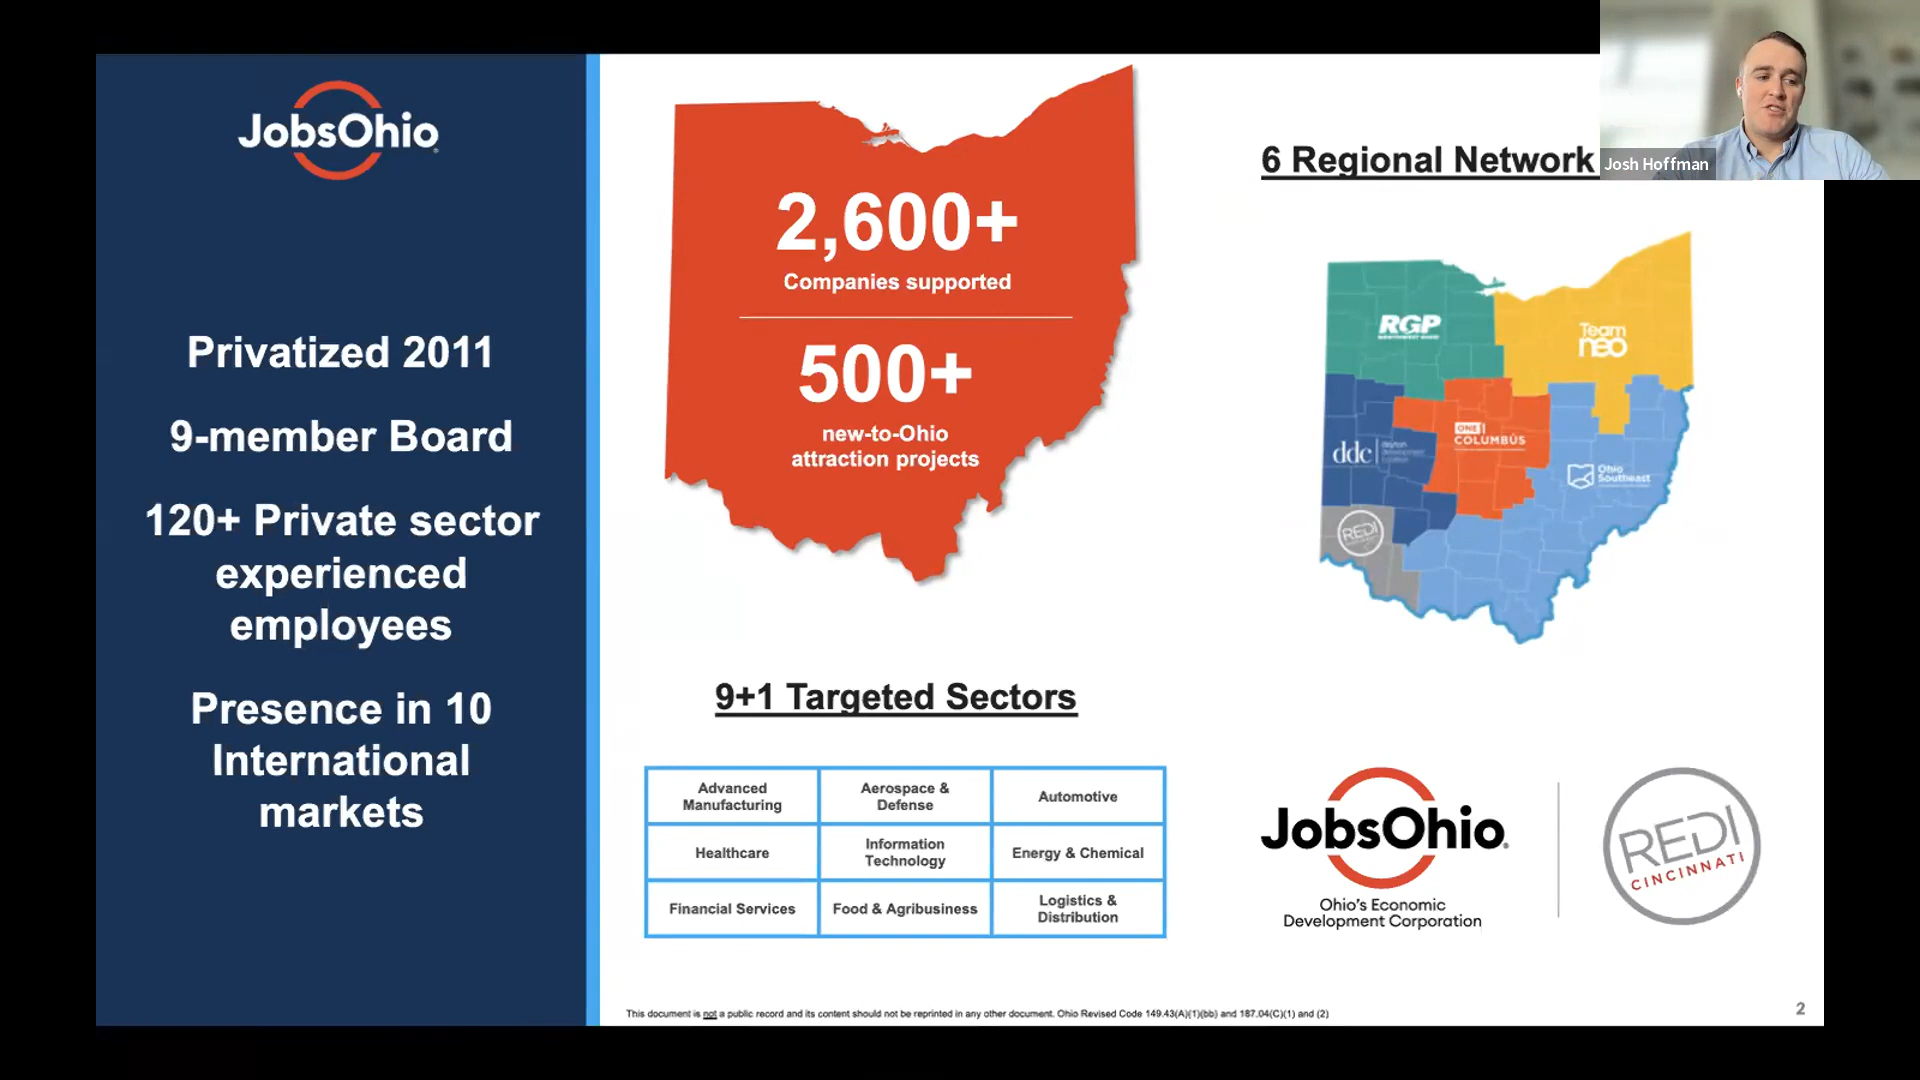 JobsOhio
Privatized 2011
9-member Board
120+ Private sector
experienced
employees
Presence in 10
International
markets
2,600+
Companies supported
500+
new-to-Ohio
attraction projects
6 Regional Network
Josh Hoffman
RGP
Team
neo
ddc
ONE
COLUMBUS
Ohio
Southeast
REDI
9+1 Targeted Sectors
Advanced
Manufacturing
Aerospace &
Defense
Automotive
Healthcare
Information
Technology
Energy & Chemical
Financial Services
Food & Agribusiness
Logistics &
Distribution
JobsOhio
Ohio's Economic
Development Corporation
REDI
CINCINNATI
This document is not a public record and its content should not be reprinted in any other document. Ohio Revised Code 149.43(A)(1)(bb) and 187.04(C)(1) and (2)
2